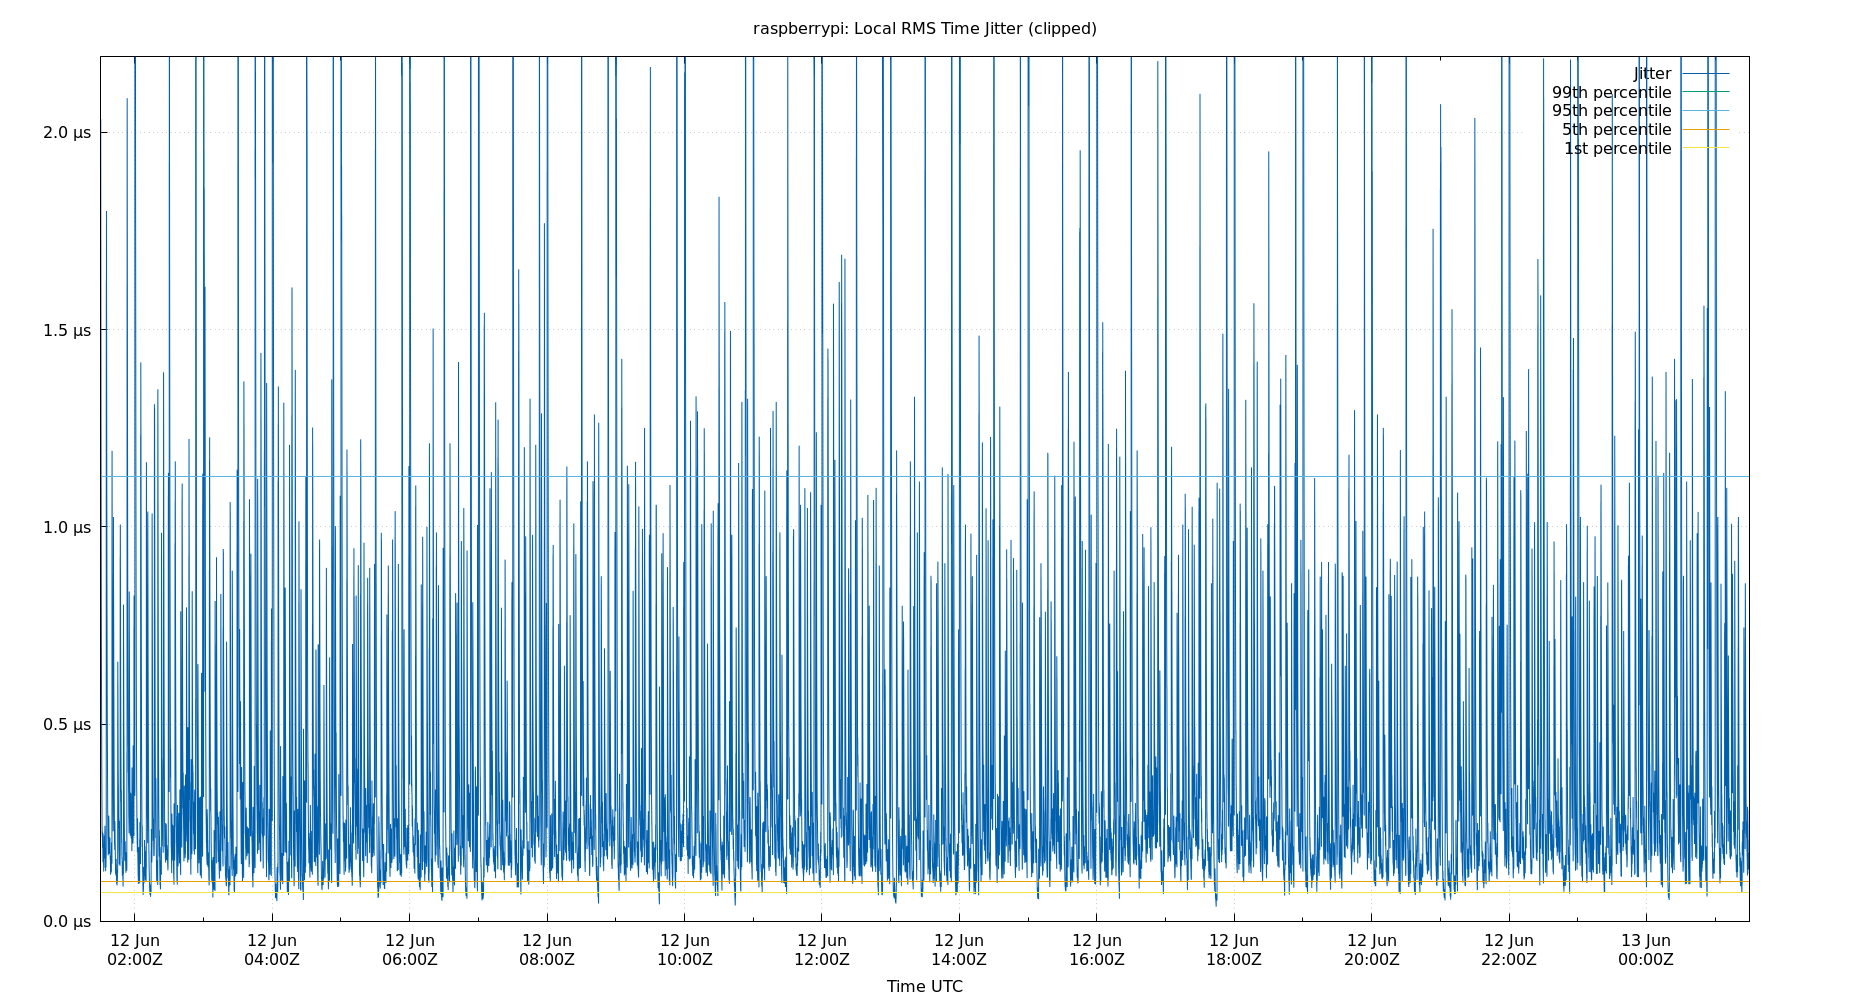 raspberrypi: Local RMS Time Jitter (clipped)
Jitter
99th percentile
95th percentile
5th percentile
1st percentile
2.0 µs
1.5 µs
1.0 µs
0.5 µs
0.0 µs
12 Jun 12 Jun 12 Jun 12 Jun 12 Jun 12 Jun 12 Jun 12 Jun 12 Jun 12 Jun 12 Jun 13 Jun
02:00Z 04:00Z 06:00Z 08:00Z 10:00Z 12:00Z 14:00Z 16:00Z 18:00Z 20:00Z 22:00Z 00:00Z
Time UTC